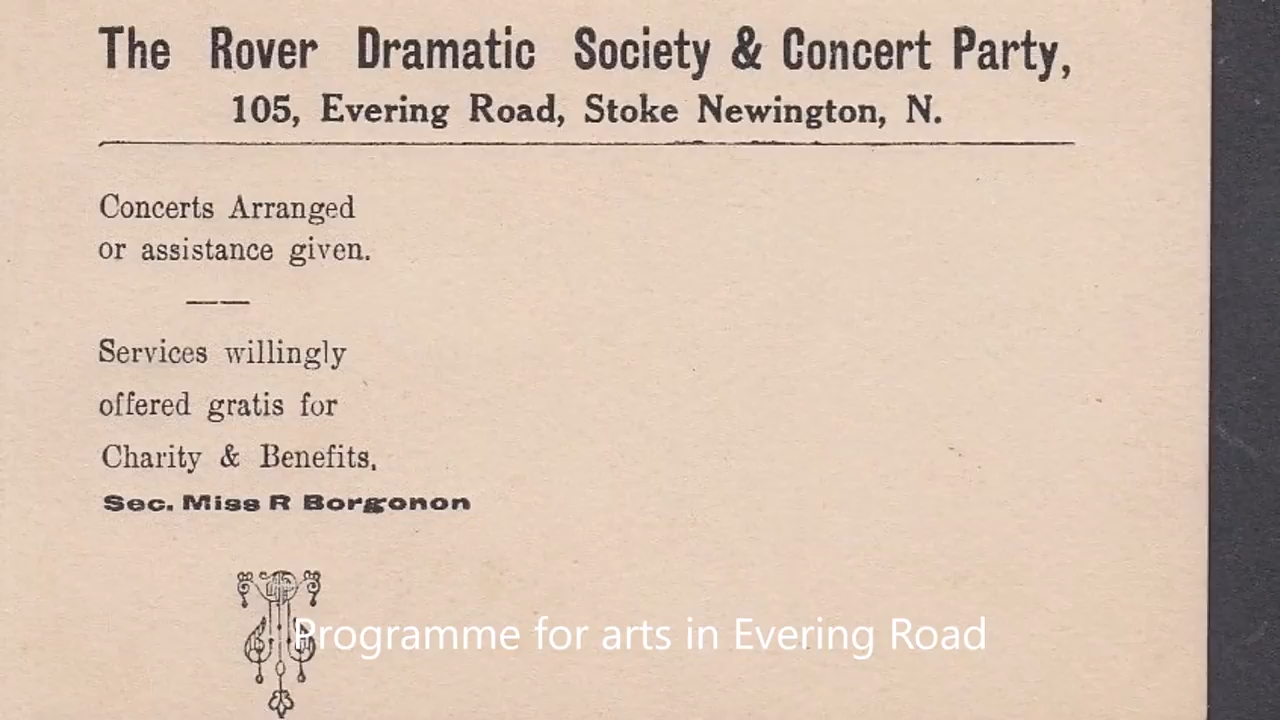 The Rover Dramatic Society & Concert Party,
105, Evering Road, Stoke Newington, N.
Concerts Arranged
or assistance given.
Services willingly
offered gratis for
Charity & Benefits,
Sec. Miss R Borgonon
Programme for arts in Evering Road